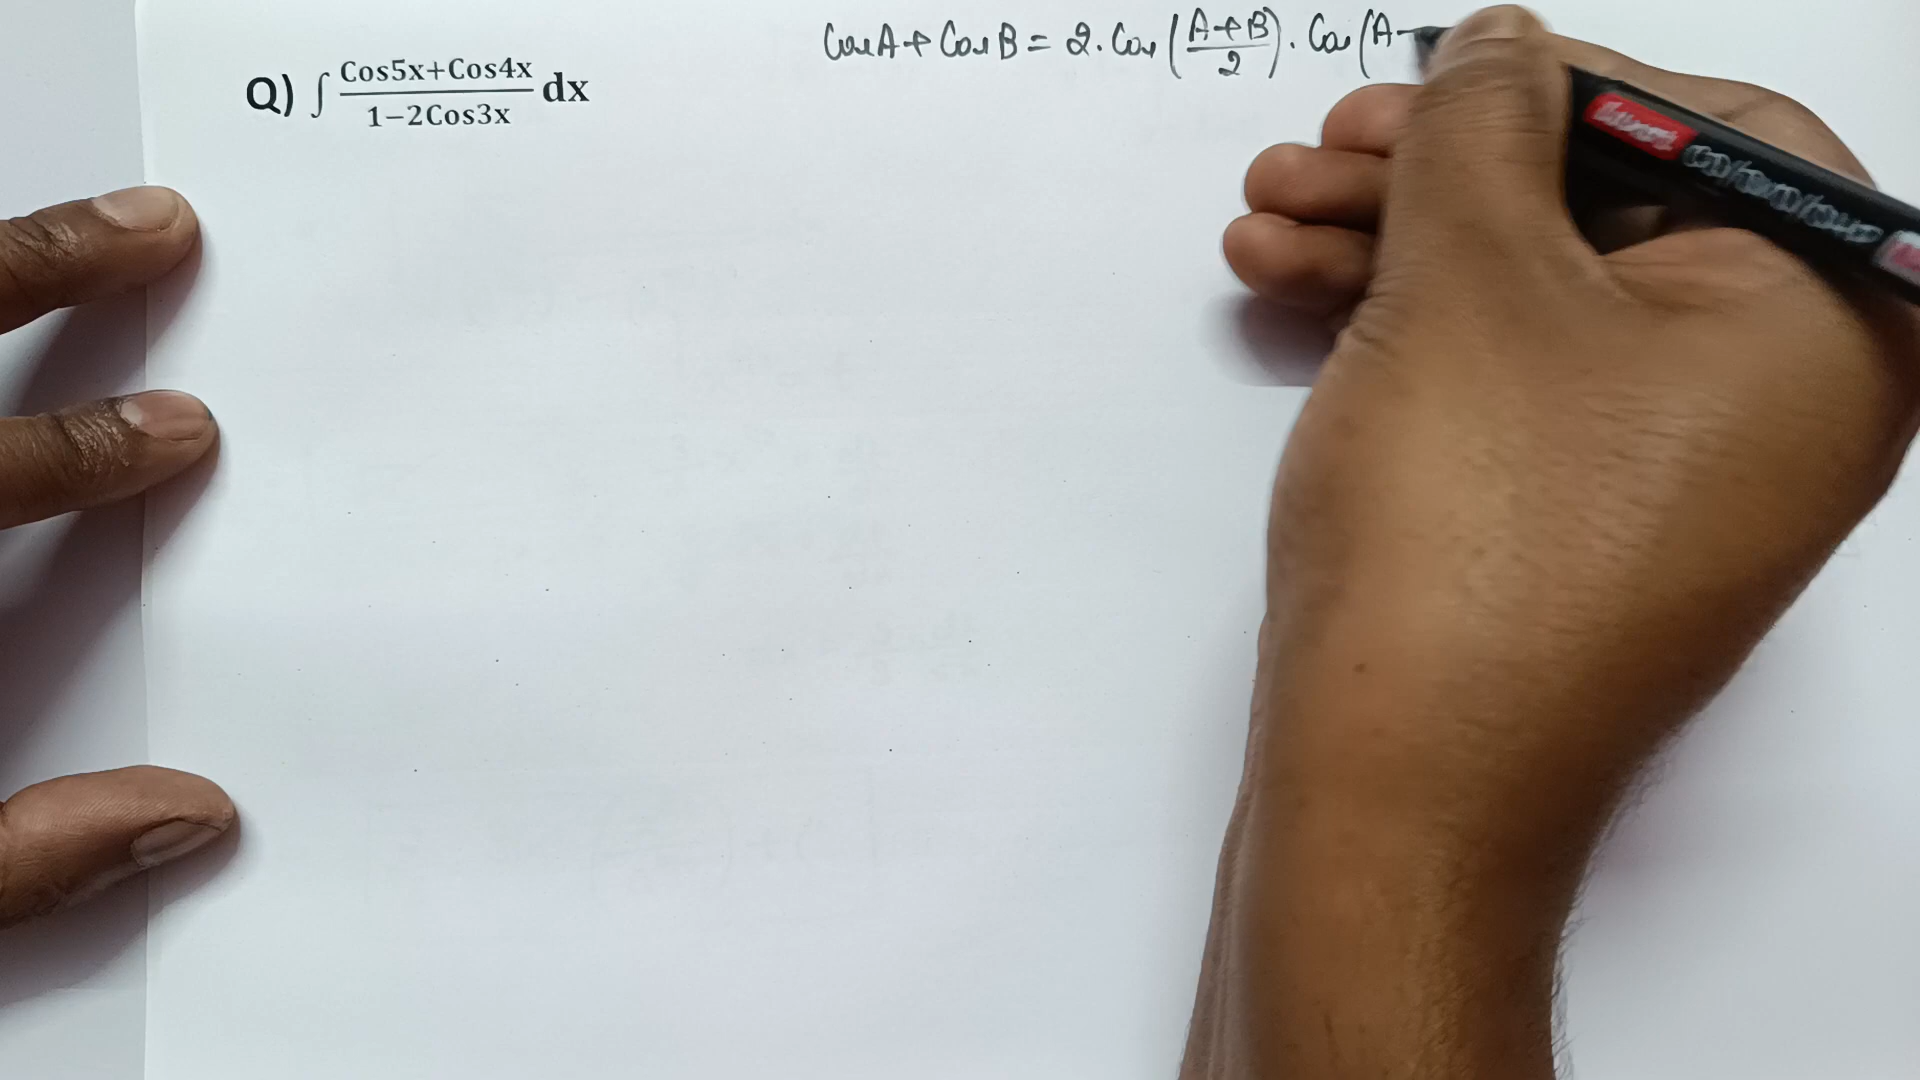 Q) ∫ Cos5x+Cos4x / 1−2Cos3x dx
CosA + CosB = 2. Cos (A+B / 2) . Cos (A−